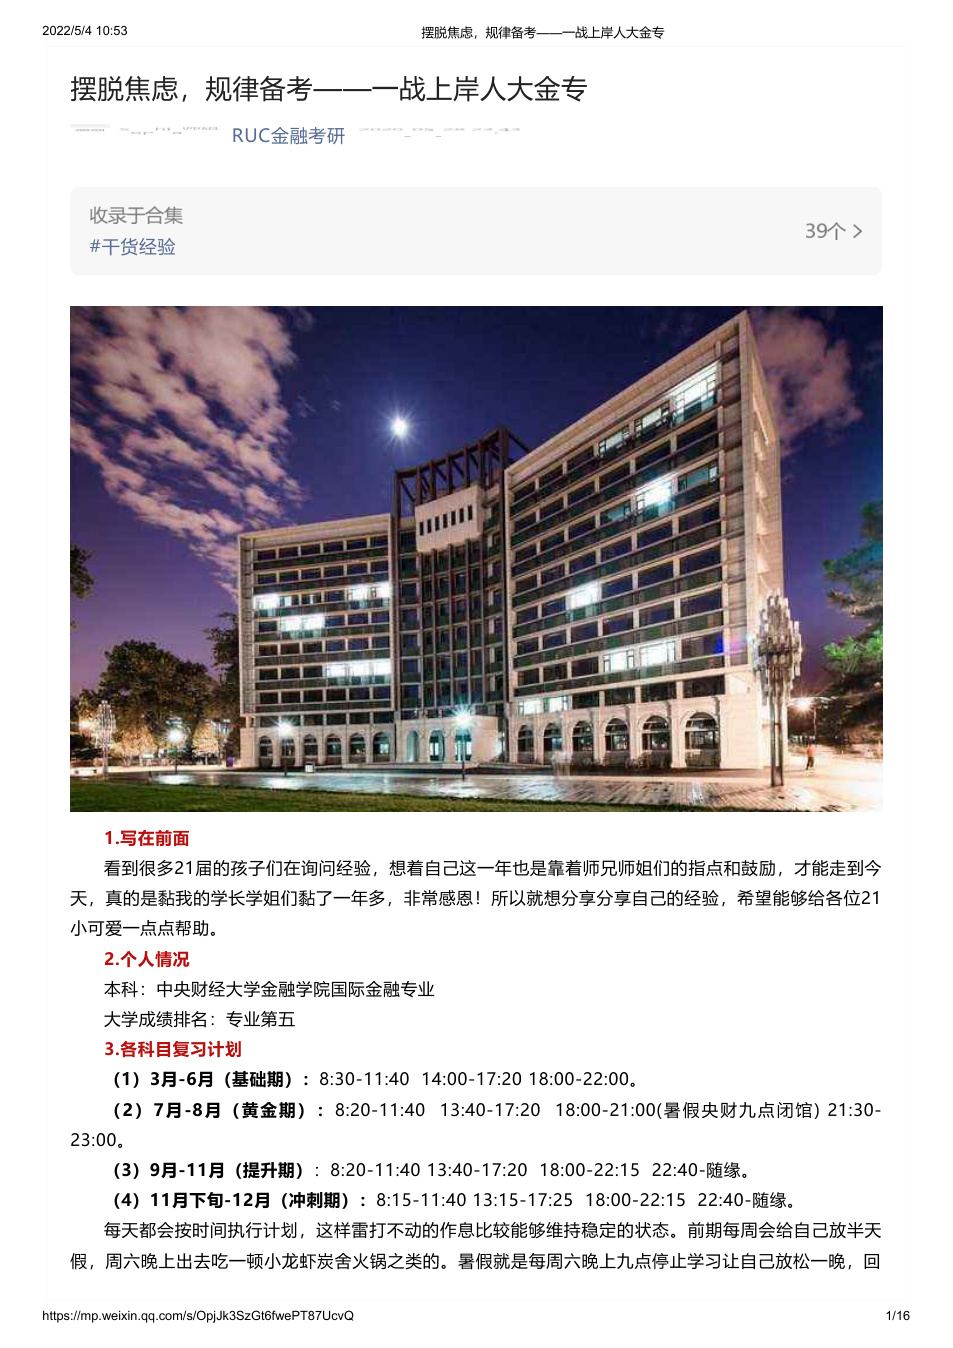 2022/5/4 10:53
摆脱焦虑，规律备考——一战上岸人大金专
摆脱焦虑，规律备考——一战上岸人大金专
RUC金融考研
收录于合集
#干货经验
39个
1.写在前面
看到很多21届的孩子们在询问经验，想着自己这一年也是靠着师兄师姐们的指点和鼓励，才能走到今
天，真的是黏我的学长学姐们黏了一年多，非常感恩！所以就想分享分享自己的经验，希望能够给各位21
小可爱一点点帮助。
2.个人情况
本科：中央财经大学金融学院国际金融专业
大学成绩排名：专业第五
3.各科目复习计划
（1）3月-6月（基础期）：8:30-11:40 14:00-17:20 18:00-22:00。
（2）7月-8月（黄金期）：8:20-11:40 13:40-17:20 18:00-21:00(暑假央财九点闭馆) 21:30-
23:00。
（3）9月-11月（提升期）：8:20-11:40 13:40-17:20 18:00-22:15 22:40-随缘。
（4）11月下旬-12月（冲刺期）：8:15-11:40 13:15-17:25 18:00-22:15 22:40-随缘。
每天都会按时间执行计划，这样雷打不动的作息比较能够维持稳定的状态。前期每周会给自己放半天
假，周六晚上出去吃一顿小龙虾炭舍火锅之类的。暑假就是每周六晚上九点停止学习让自己放松一晚，回
https://mp.weixin.qq.com/s/OpjJk3SzGt6fwePT87UcvQ
1/16